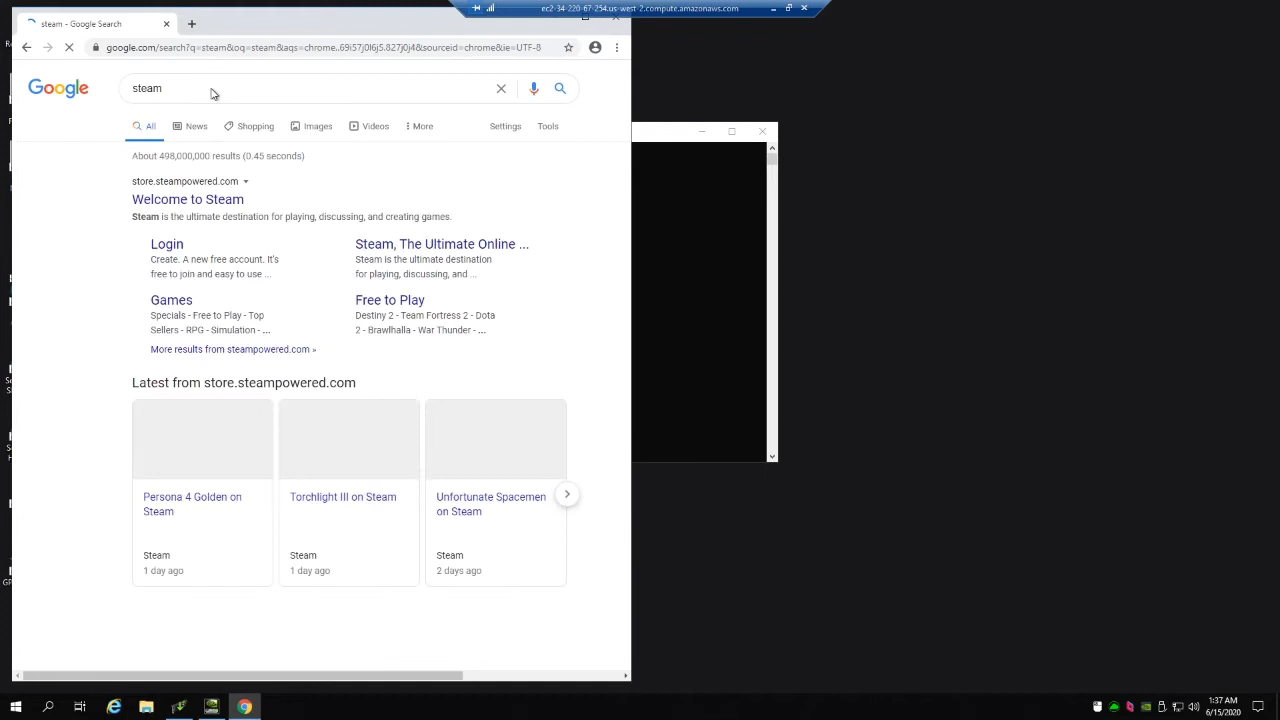 ec2-34-220-67-254.us-west-2.compute.amazonaws.com
steam - Google Search
google.com/search?q=steam&oq=steam&aqs=chrome..69i57j0l6j5.827j0j4&sourceid=chrome&ie=UTF-8
Google
steam
All
News
Shopping
Images
Videos
More
Settings
Tools
About 498,000,000 results (0.45 seconds)
store.steampowered.com
Welcome to Steam
Steam is the ultimate destination for playing, discussing, and creating games.
Login
Create. A new free account. It's
free to join and easy to use ...
Steam, The Ultimate Online ...
Steam is the ultimate destination
for playing, discussing, and ...
Games
Specials - Free to Play - Top
Sellers - RPG - Simulation - ...
Free to Play
Destiny 2 - Team Fortress 2 - Dota
2 - Brawlhalla - War Thunder - ...
More results from steampowered.com »
Latest from store.steampowered.com
Persona 4 Golden on
Steam
Steam
1 day ago
Torchlight III on Steam
Steam
1 day ago
Unfortunate Spacemen
on Steam
Steam
2 days ago
1:37 AM
6/15/2020